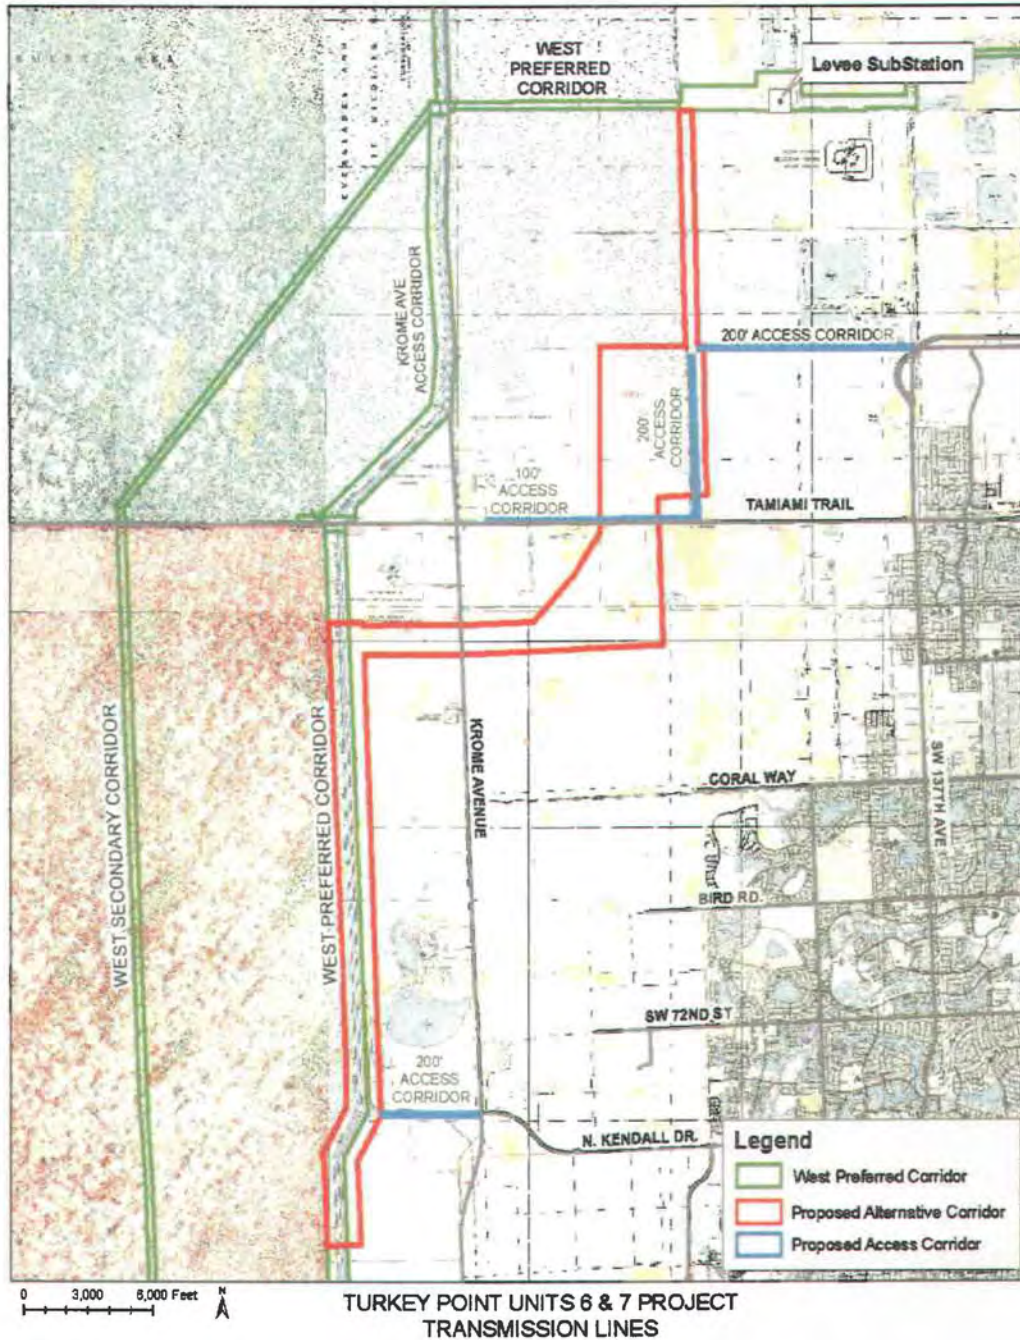 WEST
PREFERRED
CORRIDOR
Levee SubStation
KROME AVE
ACCESS CORRIDOR
200' ACCESS CORRIDOR
200'
ACCESS
CORRIDOR
100'
ACCESS
CORRIDOR
TAMIAMI TRAIL
WEST SECONDARY CORRIDOR
WEST PREFERRED CORRIDOR
KROME AVENUE
CORAL WAY
SW 137TH AVE
BIRD RD.
SW 72ND ST
200'
ACCESS
CORRIDOR
N. KENDALL DR.
Legend
West Preferred Corridor
Proposed Alternative Corridor
Proposed Access Corridor
0 3,000 6,000 Feet
N
TURKEY POINT UNITS 6 & 7 PROJECT
TRANSMISSION LINES